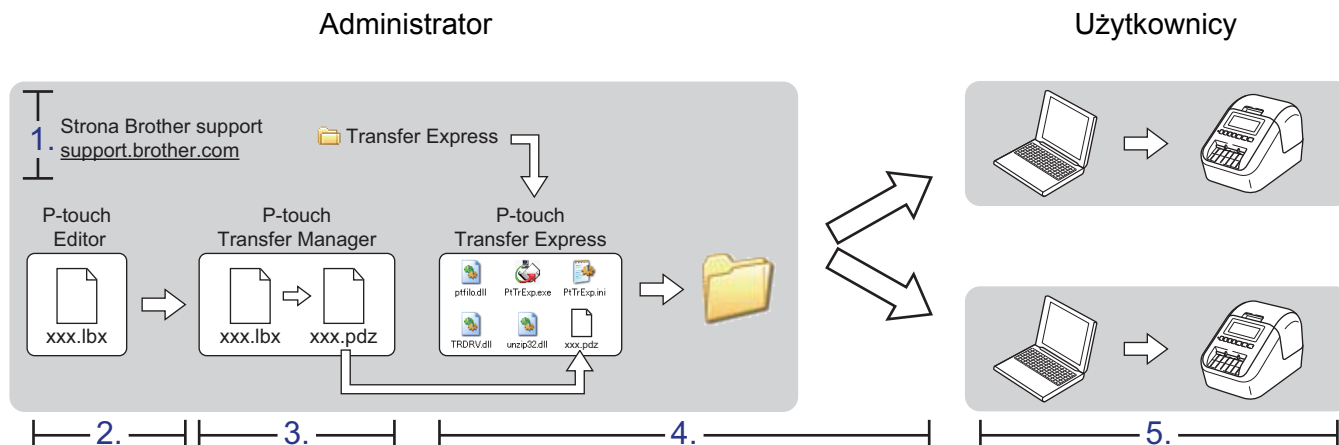 Administrator
Użytkownicy
1. Strona Brother support
support.brother.com
Transfer Express
P-touch
Editor
xxx.lbx
P-touch
Transfer Manager
xxx.lbx
xxx.pdz
P-touch
Transfer Express
ptfilo.dll
PtTrExp.exe
PtTrExp.ini
TRDRV.dll
unzip32.dll
xxx.pdz
2.
3.
4.
5.